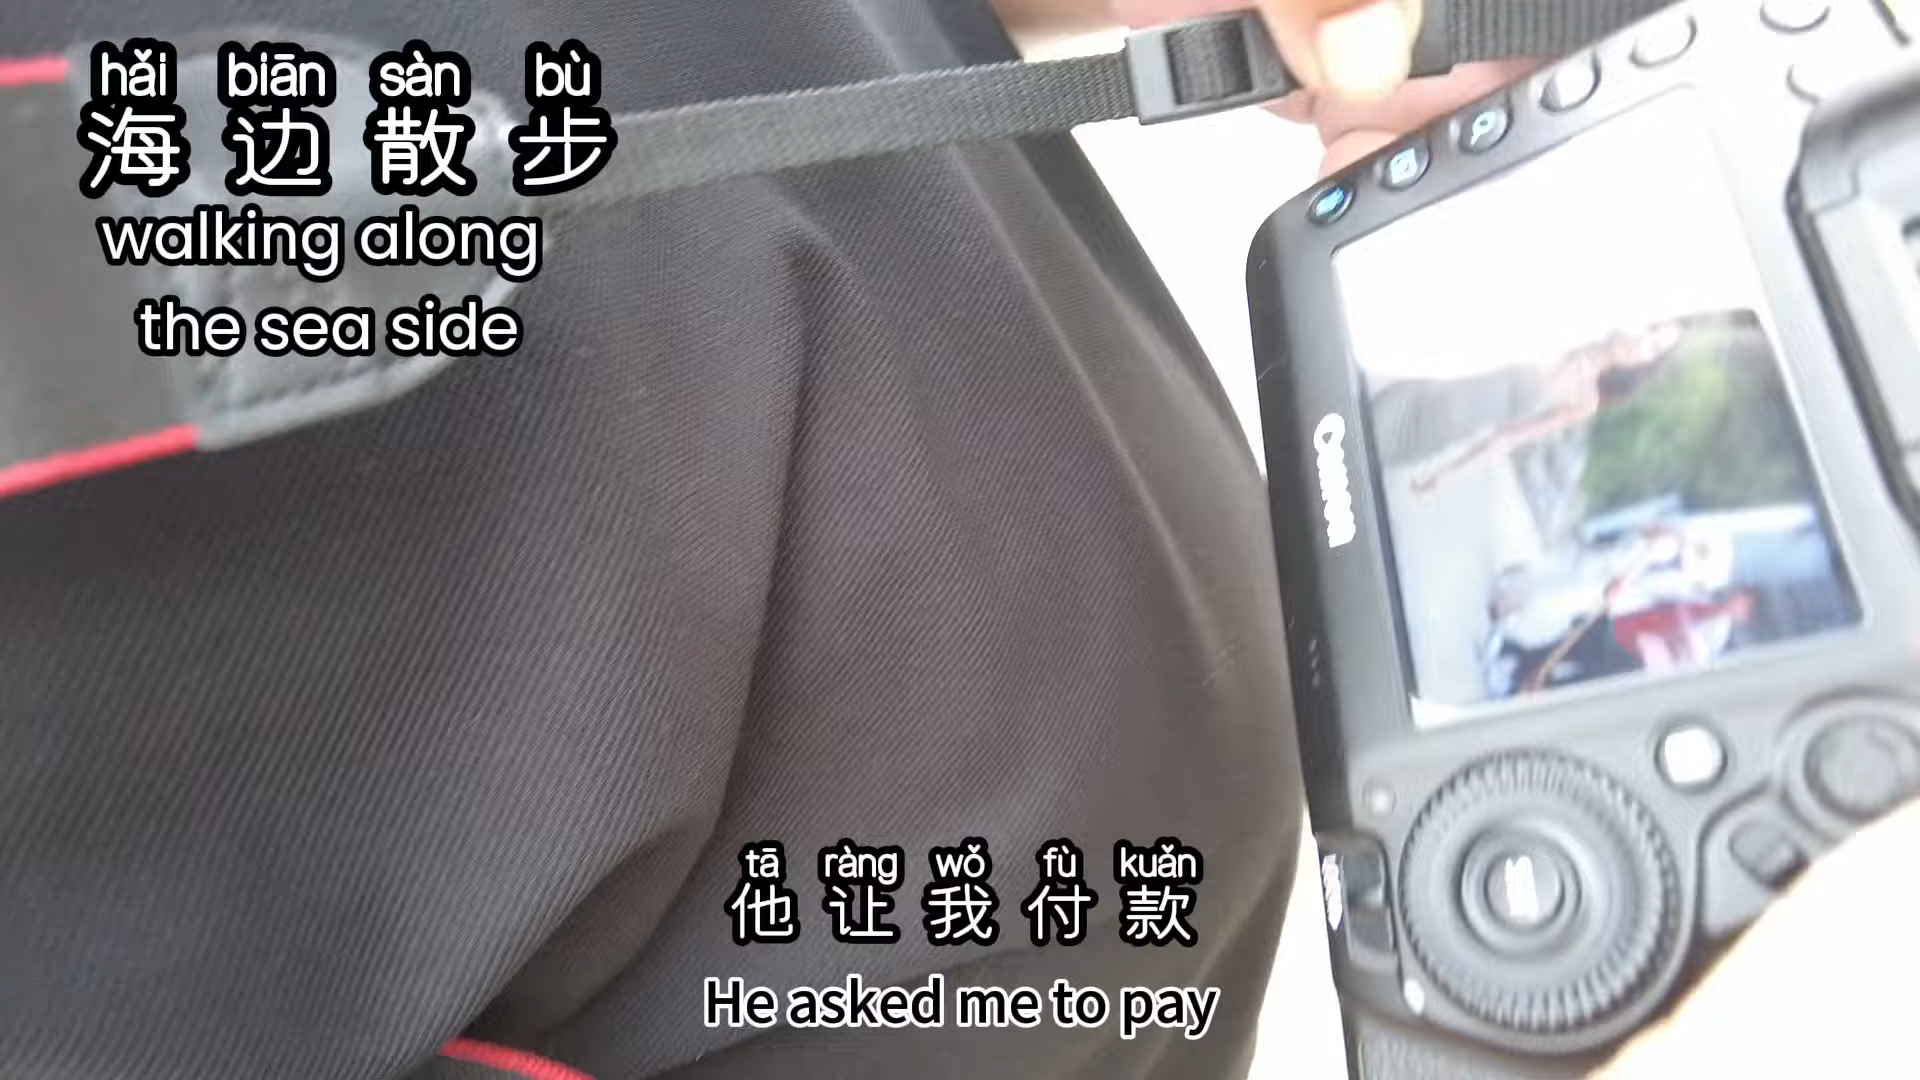 hǎi biān sàn bù
海边散步
walking along
the sea side
Canon
tā ràng wǒ fù kuǎn
他让我付款
He asked me to pay